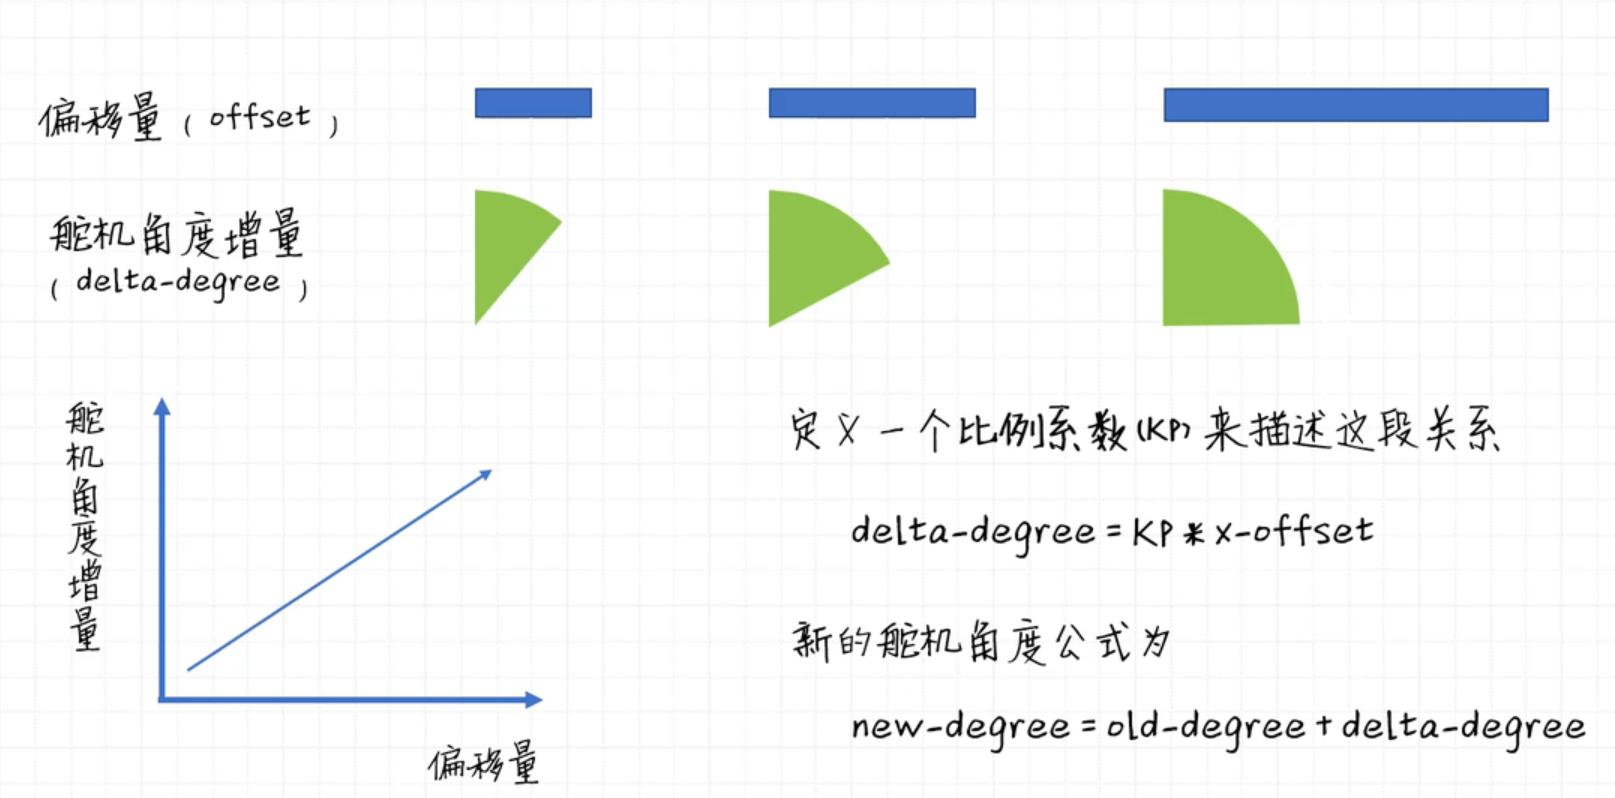 偏移量(offset)
舵机角度增量
(delta-degree)
舵机角度增量
偏移量
定义一个比例系数(KP)来描述这段关系
delta-degree=KP*x-offset
新的舵机角度公式为
new-degree=old-degree+delta-degree